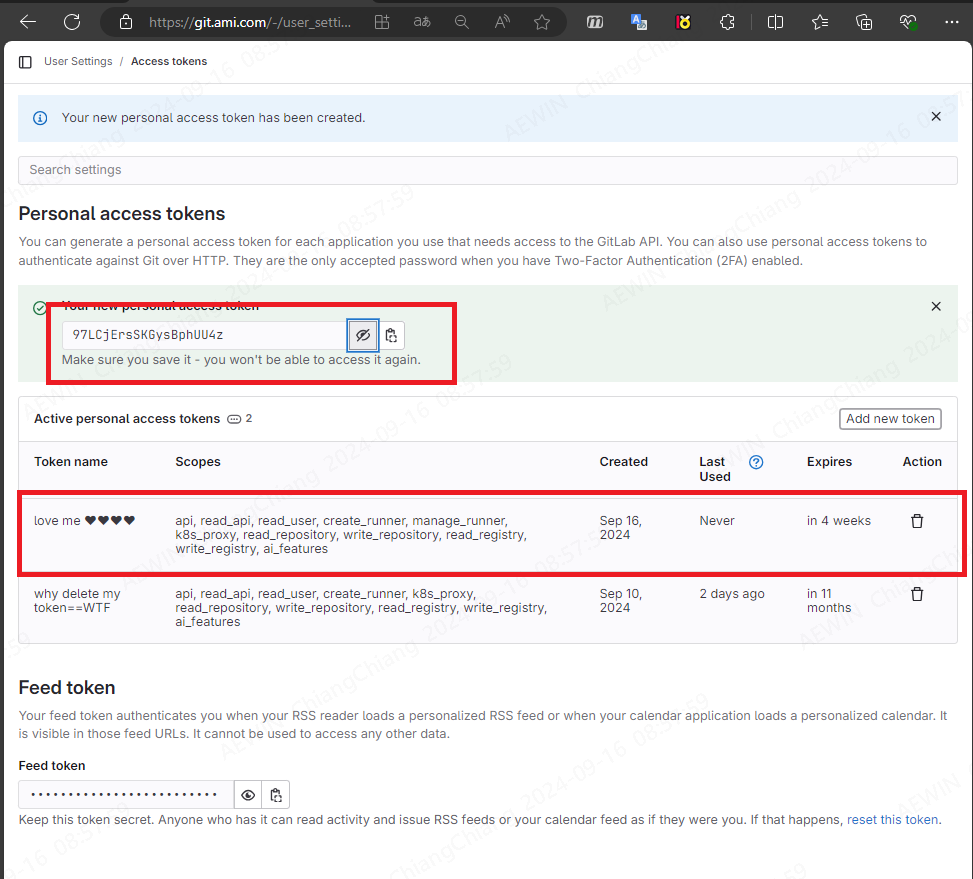 https://git.ami.com/-/user_setti...
User Settings / Access tokens
Your new personal access token has been created.
Search settings
Personal access tokens
You can generate a personal access token for each application you use that needs access to the GitLab API. You can also use personal access tokens to
authenticate against Git over HTTP. They are the only accepted password when you have Two-Factor Authentication (2FA) enabled.
Your new personal access token
97LCjErsSKGysBphUU4z
Make sure you save it - you won't be able to access it again.
Active personal access tokens 2
Add new token
Token name Scopes Created Last Used Expires Action
love me ♥♥♥♥
api, read_api, read_user, create_runner, manage_runner,
k8s_proxy, read_repository, write_repository, read_registry,
write_registry, ai_features
Sep 16,
2024
Never
in 4 weeks
why delete my
token==WTF
api, read_api, read_user, create_runner, k8s_proxy,
read_repository, write_repository, read_registry, write_registry,
ai_features
Sep 10,
2024
2 days ago
in 11
months
Feed token
Your feed token authenticates you when your RSS reader loads a personalized RSS feed or when your calendar application loads a personalized calendar. It
is visible in those feed URLs. It cannot be used to access any other data.
Feed token
Keep this token secret. Anyone who has it can read activity and issue RSS feeds or your calendar feed as if they were you. If that happens, reset this token.
AEWIN ChiangChiang 2024-09-16 08:57:59